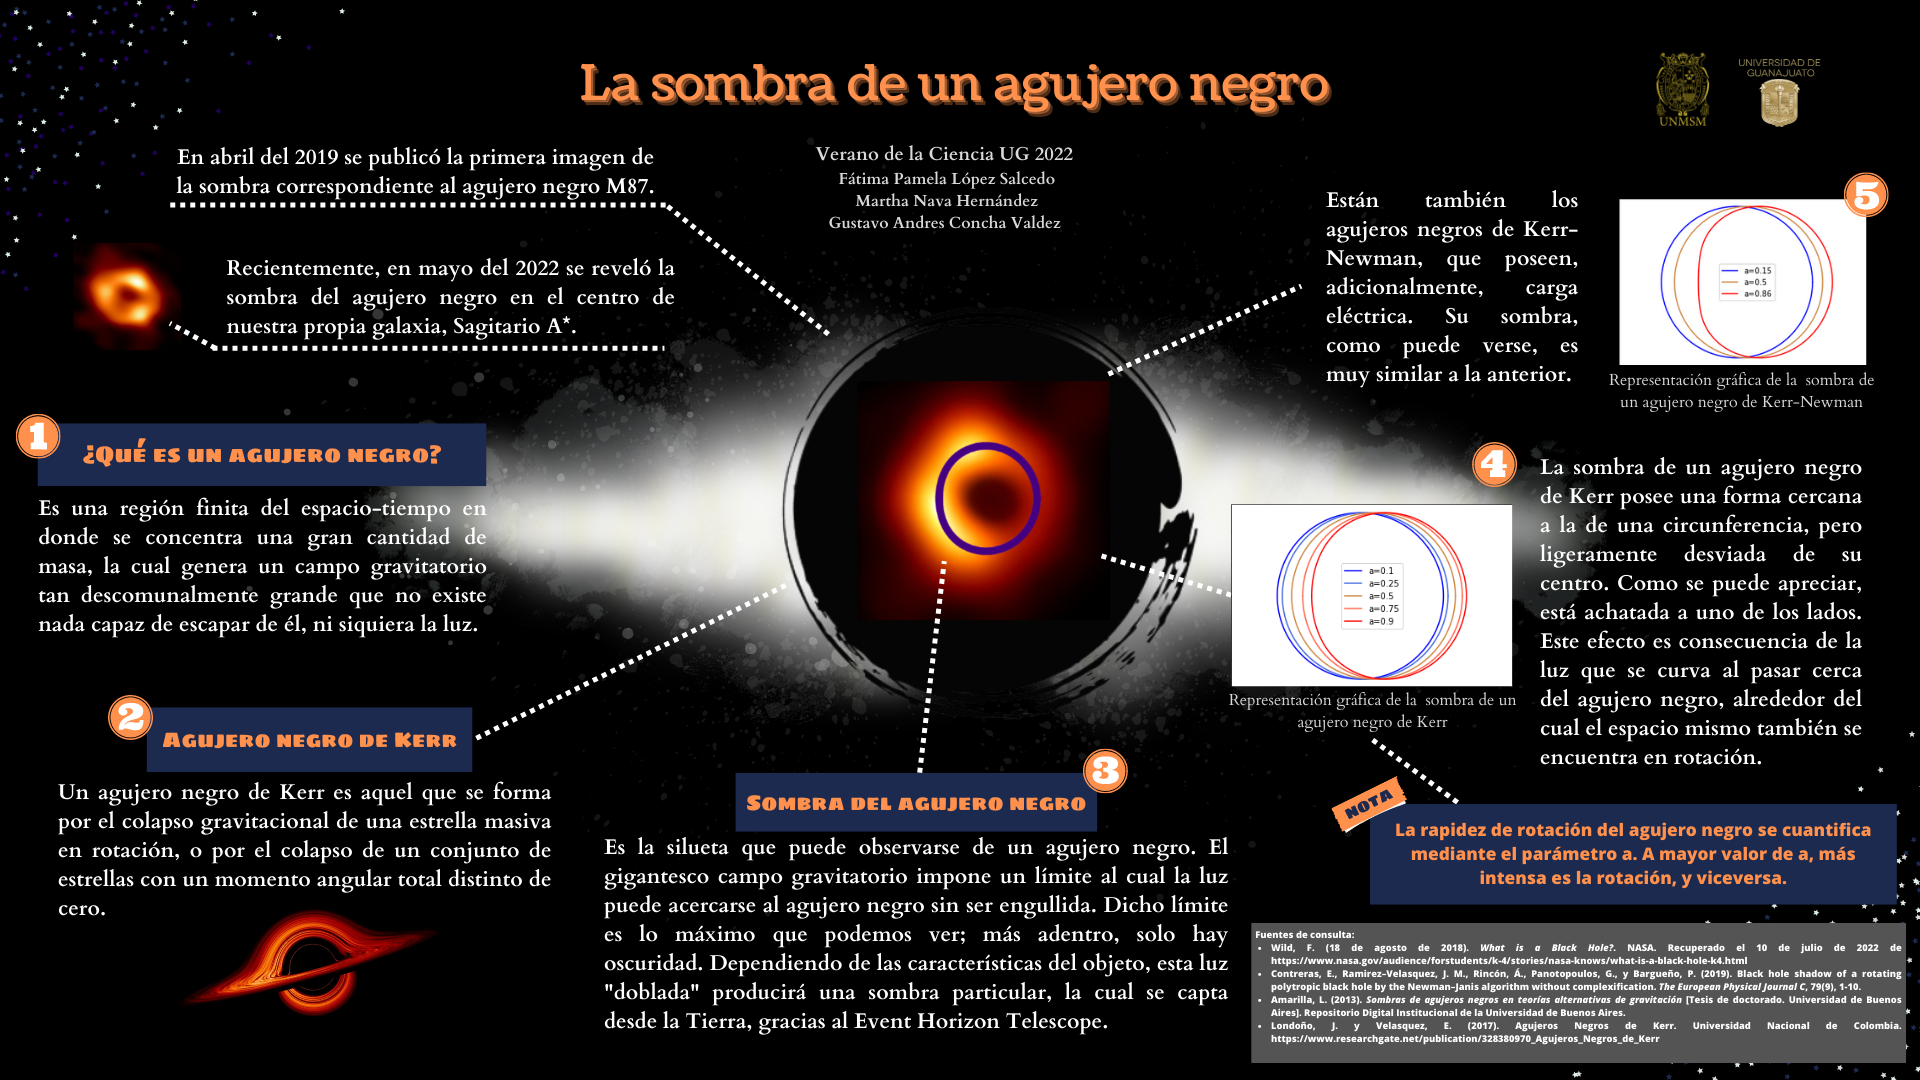 La sombra de un agujero negro
UNMSM
UNIVERSIDAD DE
GUANAJUATO
Verano de la Ciencia UG 2022
Fátima Pamela López Salcedo
Martha Nava Hernández
Gustavo Andres Concha Valdez
En abril del 2019 se publicó la primera imagen de
la sombra correspondiente al agujero negro M87.
Recientemente, en mayo del 2022 se reveló la
sombra del agujero negro en el centro de
nuestra propia galaxia, Sagitario A*.
1
¿Qué es un agujero negro?
Es una región finita del espacio-tiempo en
donde se concentra una gran cantidad de
masa, la cual genera un campo gravitatorio
tan descomunalmente grande que no existe
nada capaz de escapar de él, ni siquiera la luz.
2
Agujero negro de Kerr
Un agujero negro de Kerr es aquel que se forma
por el colapso gravitacional de una estrella masiva
en rotación, o por el colapso de un conjunto de
estrellas con un momento angular total distinto de
cero.
3
Sombra del agujero negro
Es la silueta que puede observarse de un agujero negro. El
gigantesco campo gravitatorio impone un límite al cual la luz
puede acercarse al agujero negro sin ser engullida. Dicho límite
es lo máximo que podemos ver; más adentro, solo hay
oscuridad. Dependiendo de las características del objeto, esta luz
"doblada" producirá una sombra particular, la cual se capta
desde la Tierra, gracias al Event Horizon Telescope.
4
La sombra de un agujero negro
de Kerr posee una forma cercana
a la de una circunferencia, pero
ligeramente desviada de su
centro. Como se puede apreciar,
está achatada a uno de los lados.
Este efecto es consecuencia de la
luz que se curva al pasar cerca
del agujero negro, alrededor del
cual el espacio mismo también se
encuentra en rotación.
a=0.1
a=0.25
a=0.5
a=0.75
a=0.9
Representación gráfica de la sombra de un
agujero negro de Kerr
5
Están también los
agujeros negros de Kerr-
Newman, que poseen,
adicionalmente, carga
eléctrica. Su sombra,
como puede verse, es
muy similar a la anterior.
a=0.15
a=0.5
a=0.86
Representación gráfica de la sombra de
un agujero negro de Kerr-Newman
NOTA
La rapidez de rotación del agujero negro se cuantifica
mediante el parámetro a. A mayor valor de a, más
intensa es la rotación, y viceversa.
Fuentes de consulta:
• Wild, F. (18 de agosto de 2018). What is a Black Hole?. NASA. Recuperado el 10 de julio de 2022 de
https://www.nasa.gov/audience/forstudents/k-4/stories/nasa-knows/what-is-a-black-hole-k4.html
• Contreras, E., Ramirez-Velasquez, J. M., Rincón, Á., Panotopoulos, G., y Bargueño, P. (2019). Black hole shadow of a rotating
polytropic black hole by the Newman-Janis algorithm without complexification. The European Physical Journal C, 79(9), 1-10.
• Amarilla, L. (2013). Sombras de agujeros negros en teorías alternativas de gravitación [Tesis de doctorado. Universidad de Buenos
Aires]. Repositorio Digital Institucional de la Universidad de Buenos Aires.
• Londoño, J. y Velasquez, E. (2017). Agujeros Negros de Kerr. Universidad Nacional de Colombia.
https://www.researchgate.net/publication/328380970_Agujeros_Negros_de_Kerr